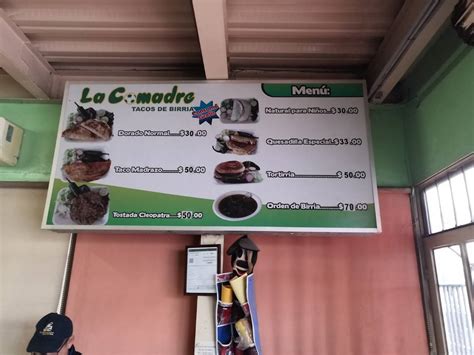 La Comadre
TACOS DE BIRRIA
Menú:
Dorado Normal......$30.00
Taco Madrazo........$50.00
Tostada Cleopatra....$50.00
Natural para Niños...$30.00
Quesadilla Especial..$33.00
Tortirria..............$50.00
Orden de Birria......$70.00